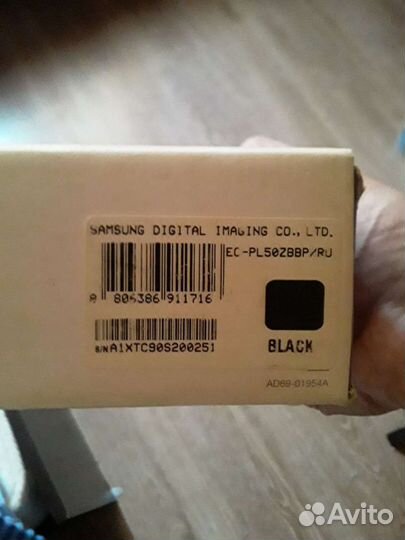 SAMSUNG DIGITAL IMAGING CO., LTD.
EC-PL50ZBBP/RU
8 806386 911716
S/N A1XTC90S200251
BLACK
AD69-01954A
Avito